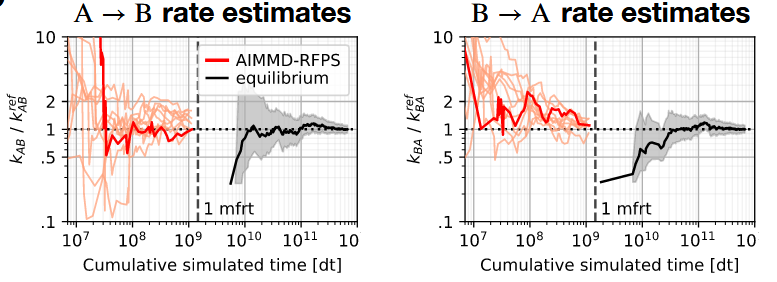 A → B rate estimates
10
2
1
.5
.1
k_AB / k_AB^ref
AIMMD-RFPS
equilibrium
1 mfrt
10^7
10^8
10^9
10^10
10^11
10
Cumulative simulated time [dt]
B → A rate estimates
10
2
1
.5
.1
k_BA / k_BA^ref
1 mfrt
10^7
10^8
10^9
10^10
10^11
10
Cumulative simulated time [dt]